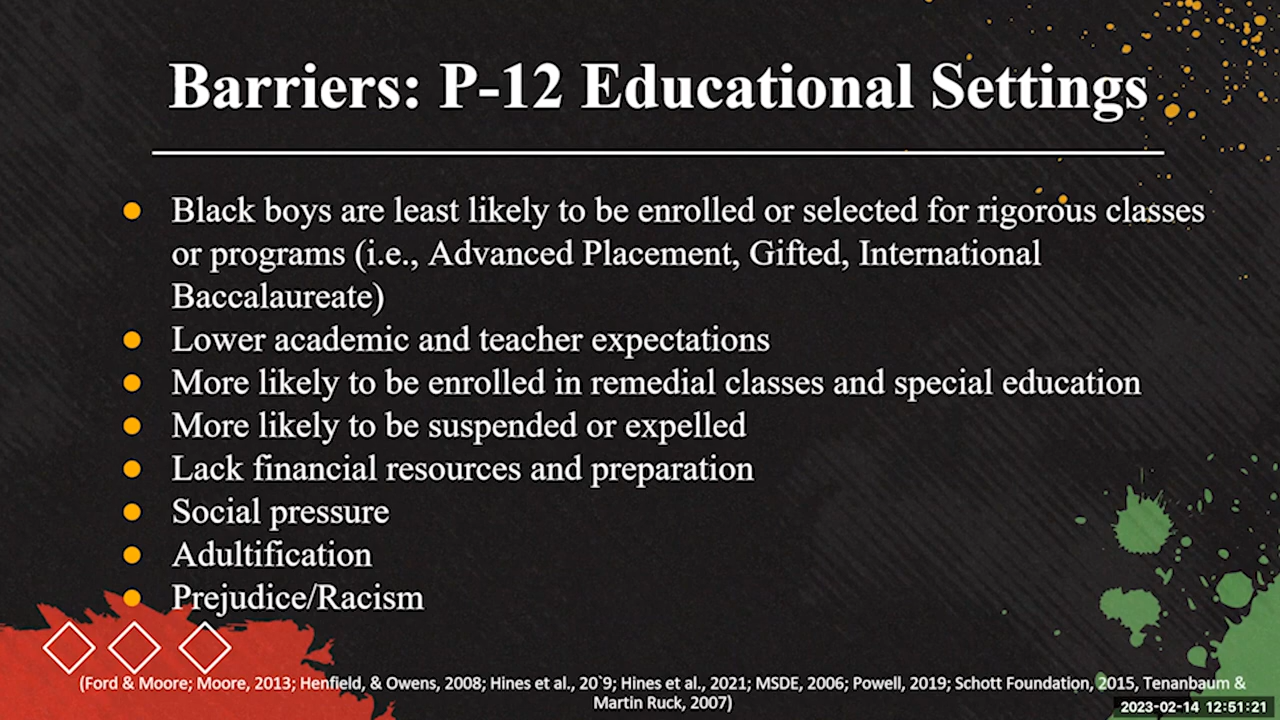 Barriers: P-12 Educational Settings
Black boys are least likely to be enrolled or selected for rigorous classes
or programs (i.e., Advanced Placement, Gifted, International
Baccalaureate)
Lower academic and teacher expectations
More likely to be enrolled in remedial classes and special education
More likely to be suspended or expelled
Lack financial resources and preparation
Social pressure
Adultification
Prejudice/Racism
(Ford & Moore; Moore, 2013; Henfield, & Owens, 2008; Hines et al., 20`9; Hines et al., 2021; MSDE, 2006; Powell, 2019; Schott Foundation, 2015, Tenanbaum &
Martin Ruck, 2007)
2023-02-14 12:51:21